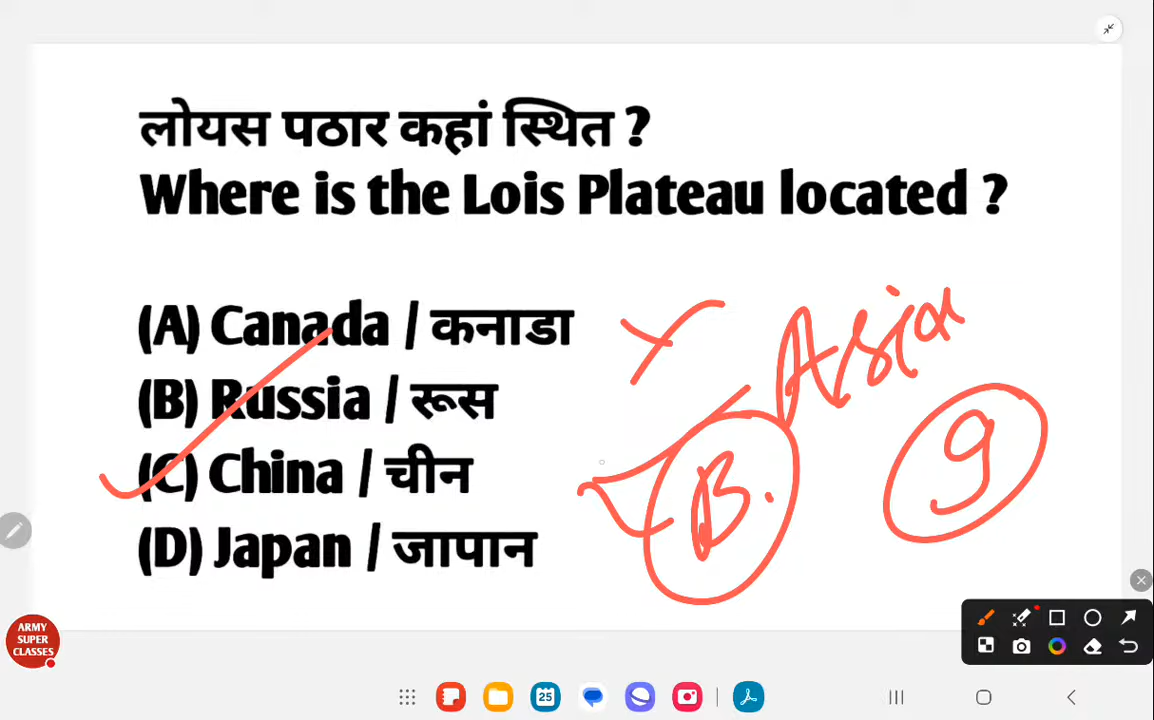 लोयस पठार कहां स्थित ?
Where is the Lois Plateau located ?
(A) Canada / कनाडा
(B) Russia / रूस
(C) China / चीन
(D) Japan / जापान
Asia
B.
9
ARMY
SUPER
CLASSES
25